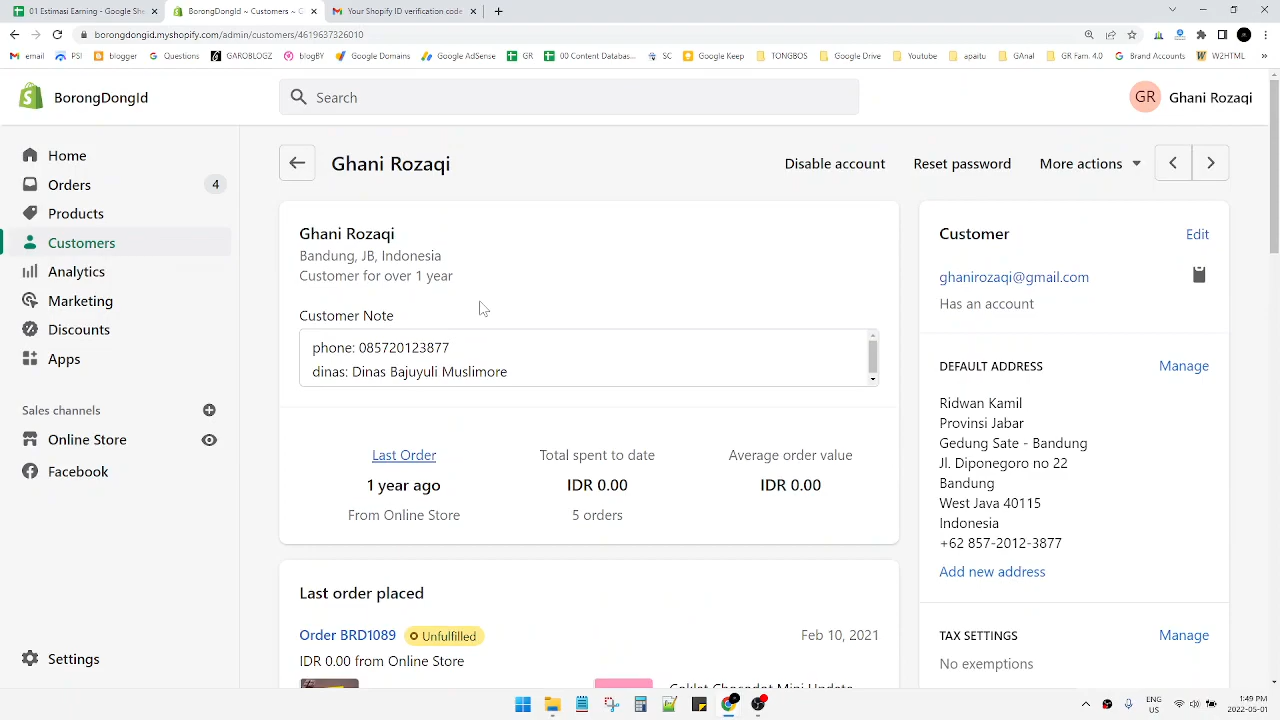 01 Estimasi Earning - Google She
BorongDongId ~ Customers ~ G
Your Shopify ID verification code
borongdongid.myshopify.com/admin/customers/4619637326010
email
PSI
blogger
Questions
GAROBLOGZ
blogBY
Google Domains
Google AdSense
GR
00 Content Databas...
SC
Google Keep
TONGBOS
Google Drive
Youtube
spaitu
GAnal
GR Fam. 4.0
Brand Accounts
W2HTML
»
BorongDongId
Search
GR
Ghani Rozaqi
Home
Orders
4
Products
Customers
Analytics
Marketing
Discounts
Apps
Sales channels
Online Store
Facebook
Settings
Ghani Rozaqi
Disable account
Reset password
More actions
Ghani Rozaqi
Bandung, JB, Indonesia
Customer for over 1 year
Customer Note
phone: 085720123877
dinas: Dinas Bajuyuli Muslimore
Last Order
Total spent to date
Average order value
1 year ago
IDR 0.00
IDR 0.00
From Online Store
5 orders
Last order placed
Order BRD1089
Unfulfilled
Feb 10, 2021
IDR 0.00 from Online Store
Customer
Edit
ghanirozaqi@gmail.com
Has an account
DEFAULT ADDRESS
Manage
Ridwan Kamil
Provinsi Jabar
Gedung Sate - Bandung
Jl. Diponegoro no 22
Bandung
West Java 40115
Indonesia
+62 857-2012-3877
Add new address
TAX SETTINGS
Manage
No exemptions
ENG
US
1:49 PM
2022-05-01